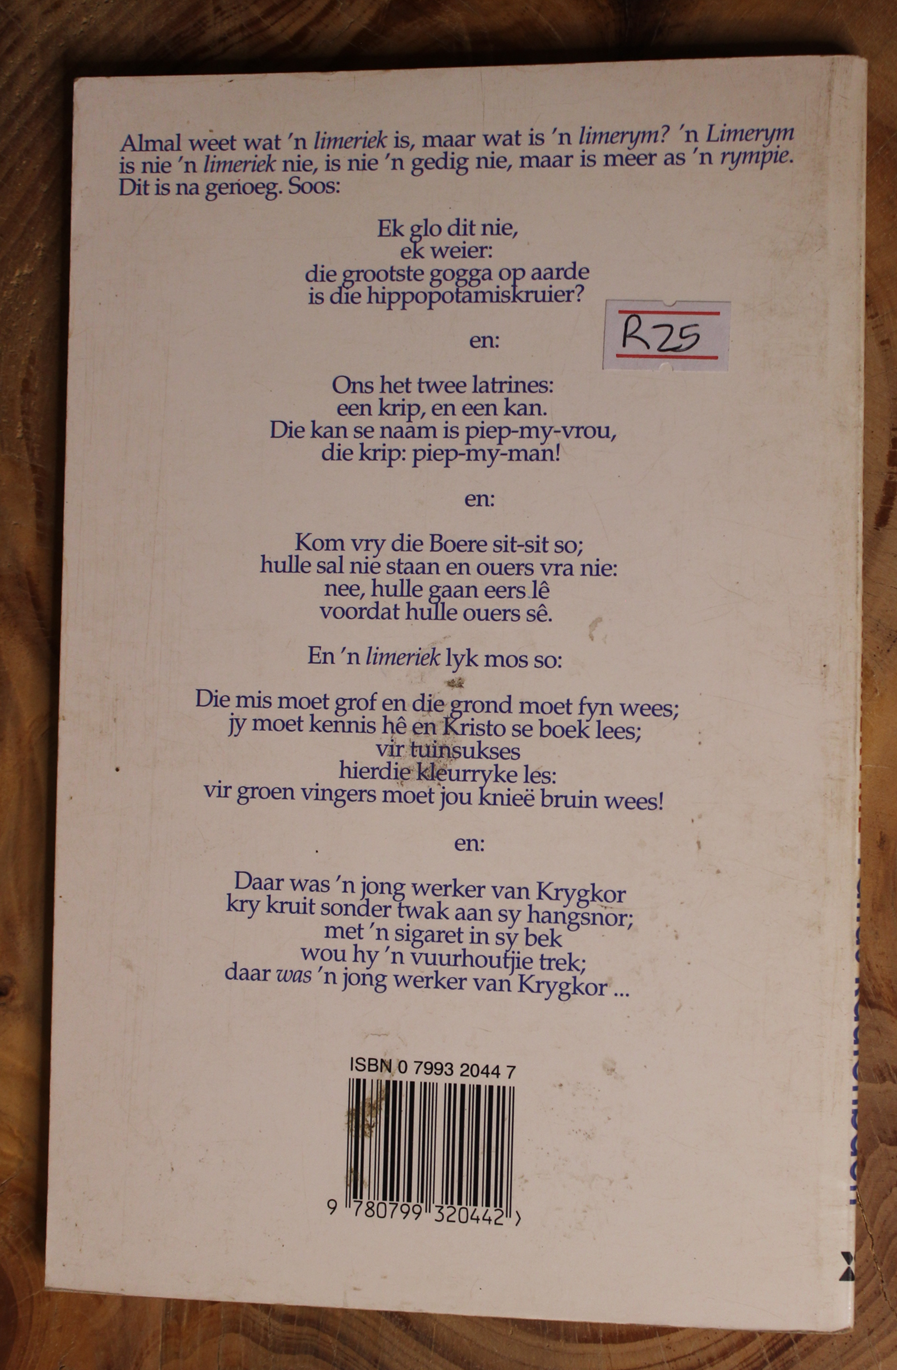 Almal weet wat 'n limeriek is, maar wat is 'n limerym? 'n Limerym
is nie 'n limeriek nie, is nie 'n gedig nie, maar is meer as 'n rympie.
Dit is na genoeg. Soos:
Ek glo dit nie,
ek weier:
die grootste gogga op aarde
is die hippopotamiskruier?
R25
en:
Ons het twee latrines:
een krip, en een kan.
Die kan se naam is piep-my-vrou,
die krip: piep-my-man!
en:
Kom vry die Boere sit-sit so;
hulle sal nie staan en ouers vra nie:
nee, hulle gaan eers lê
voordat hulle ouers sê.
En 'n limeriek lyk mos so:
Die mis moet grof en die grond moet fyn wees;
jy moet kennis hê en Kristo se boek lees;
vir tuinsukses
hierdie kleurryke les:
vir groen vingers moet jou knieë bruin wees!
en:
Daar was 'n jong werker van Krygkor
kry kruit sonder twak aan sy hangsnor;
met 'n sigaret in sy bek
wou hy 'n vuurhoutjie trek;
daar was 'n jong werker van Krygkor ...
ISBN 0 7993 2044 7
9 780799 320442 >